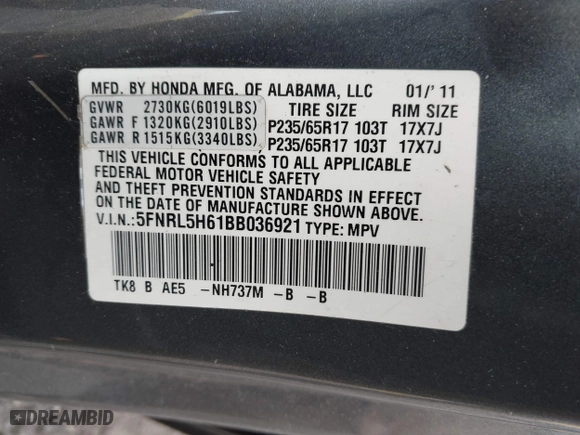 MFD. BY HONDA MFG. OF ALABAMA, LLC 01/'11
GVWR 2730KG(6019LBS) TIRE SIZE RIM SIZE
GAWR F 1320KG(2910LBS) P235/65R17 103T 17X7J
GAWR R 1515KG(3340LBS) P235/65R17 103T 17X7J
THIS VEHICLE CONFORMS TO ALL APPLICABLE
FEDERAL MOTOR VEHICLE SAFETY
AND THEFT PREVENTION STANDARDS IN EFFECT
ON THE DATE OF MANUFACTURE SHOWN ABOVE.
V.I.N.:5FNRL5H61BB036921 TYPE: MPV
TK8 B AE5 -NH737M -B -B
DREAMBID